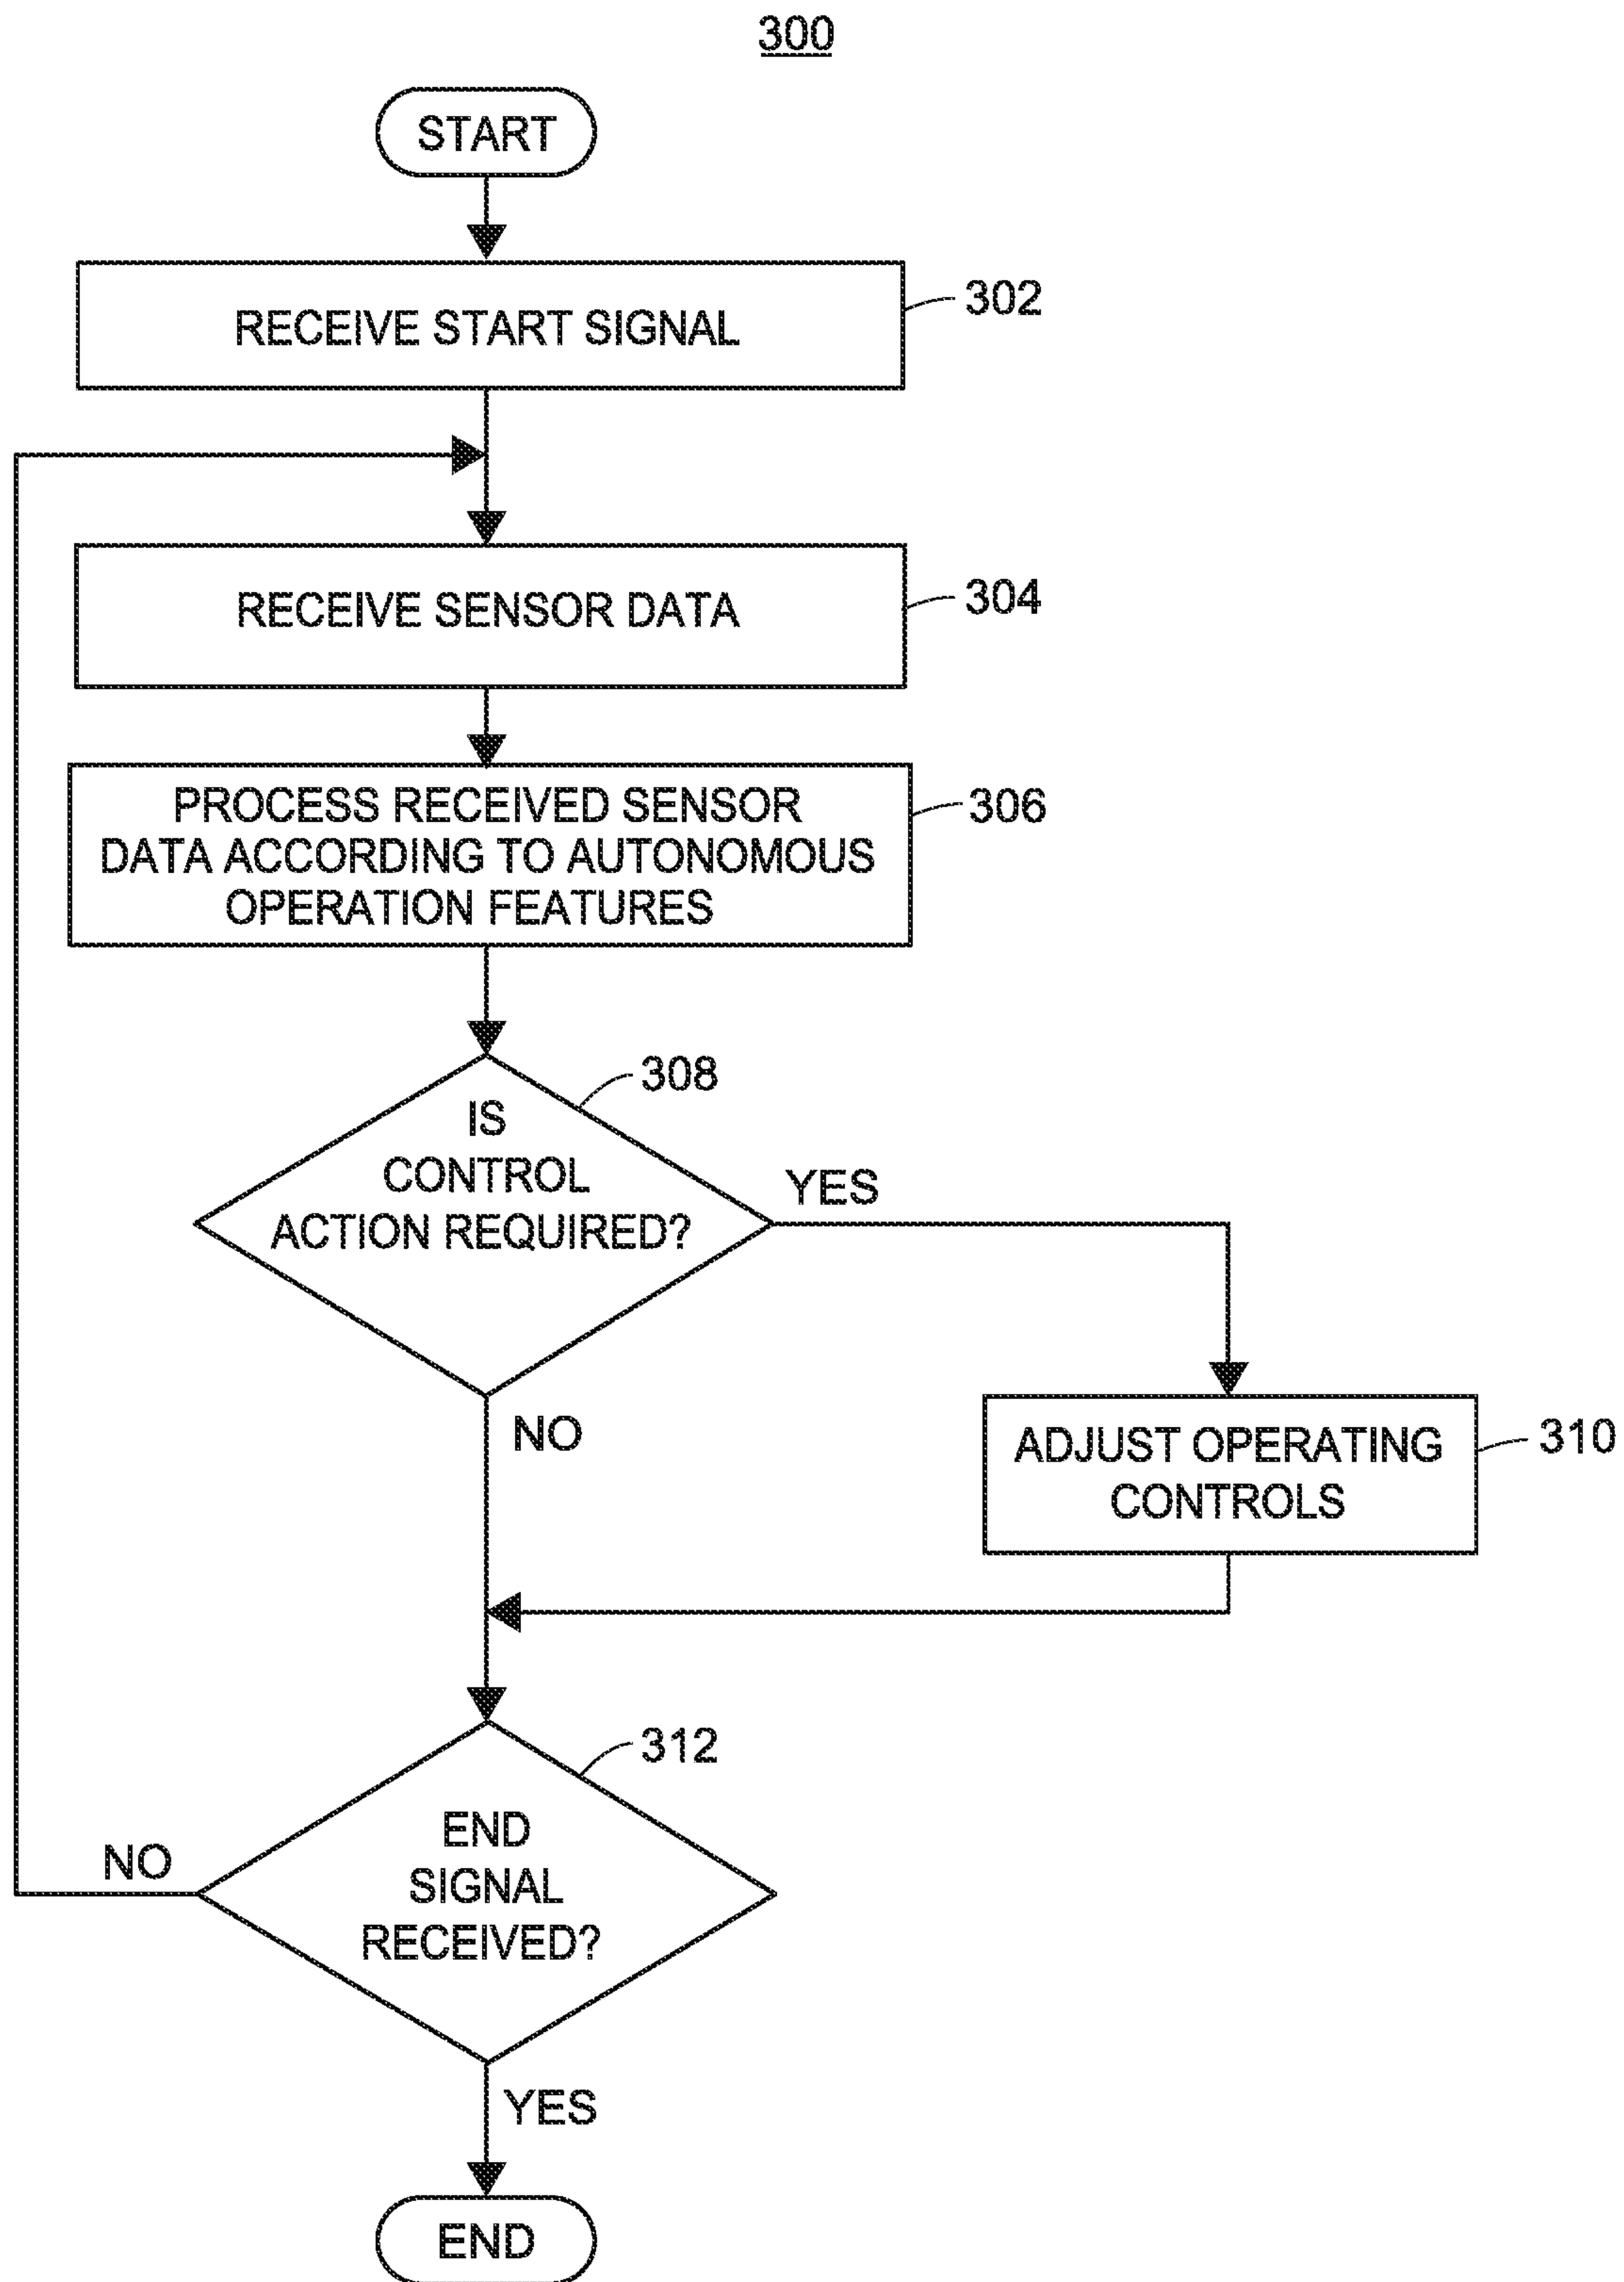 300
START
RECEIVE START SIGNAL
302
RECEIVE SENSOR DATA
304
PROCESS RECEIVED SENSOR
DATA ACCORDING TO AUTONOMOUS
OPERATION FEATURES
306
308
IS
CONTROL
ACTION REQUIRED?
YES
NO
ADJUST OPERATING
CONTROLS
310
312
END
SIGNAL
RECEIVED?
NO
YES
END